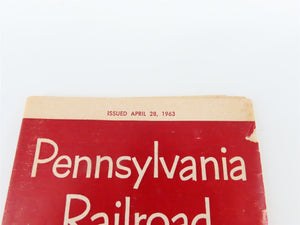 ISSUED APRIL 28, 1963
Pennsylvania
Railroad